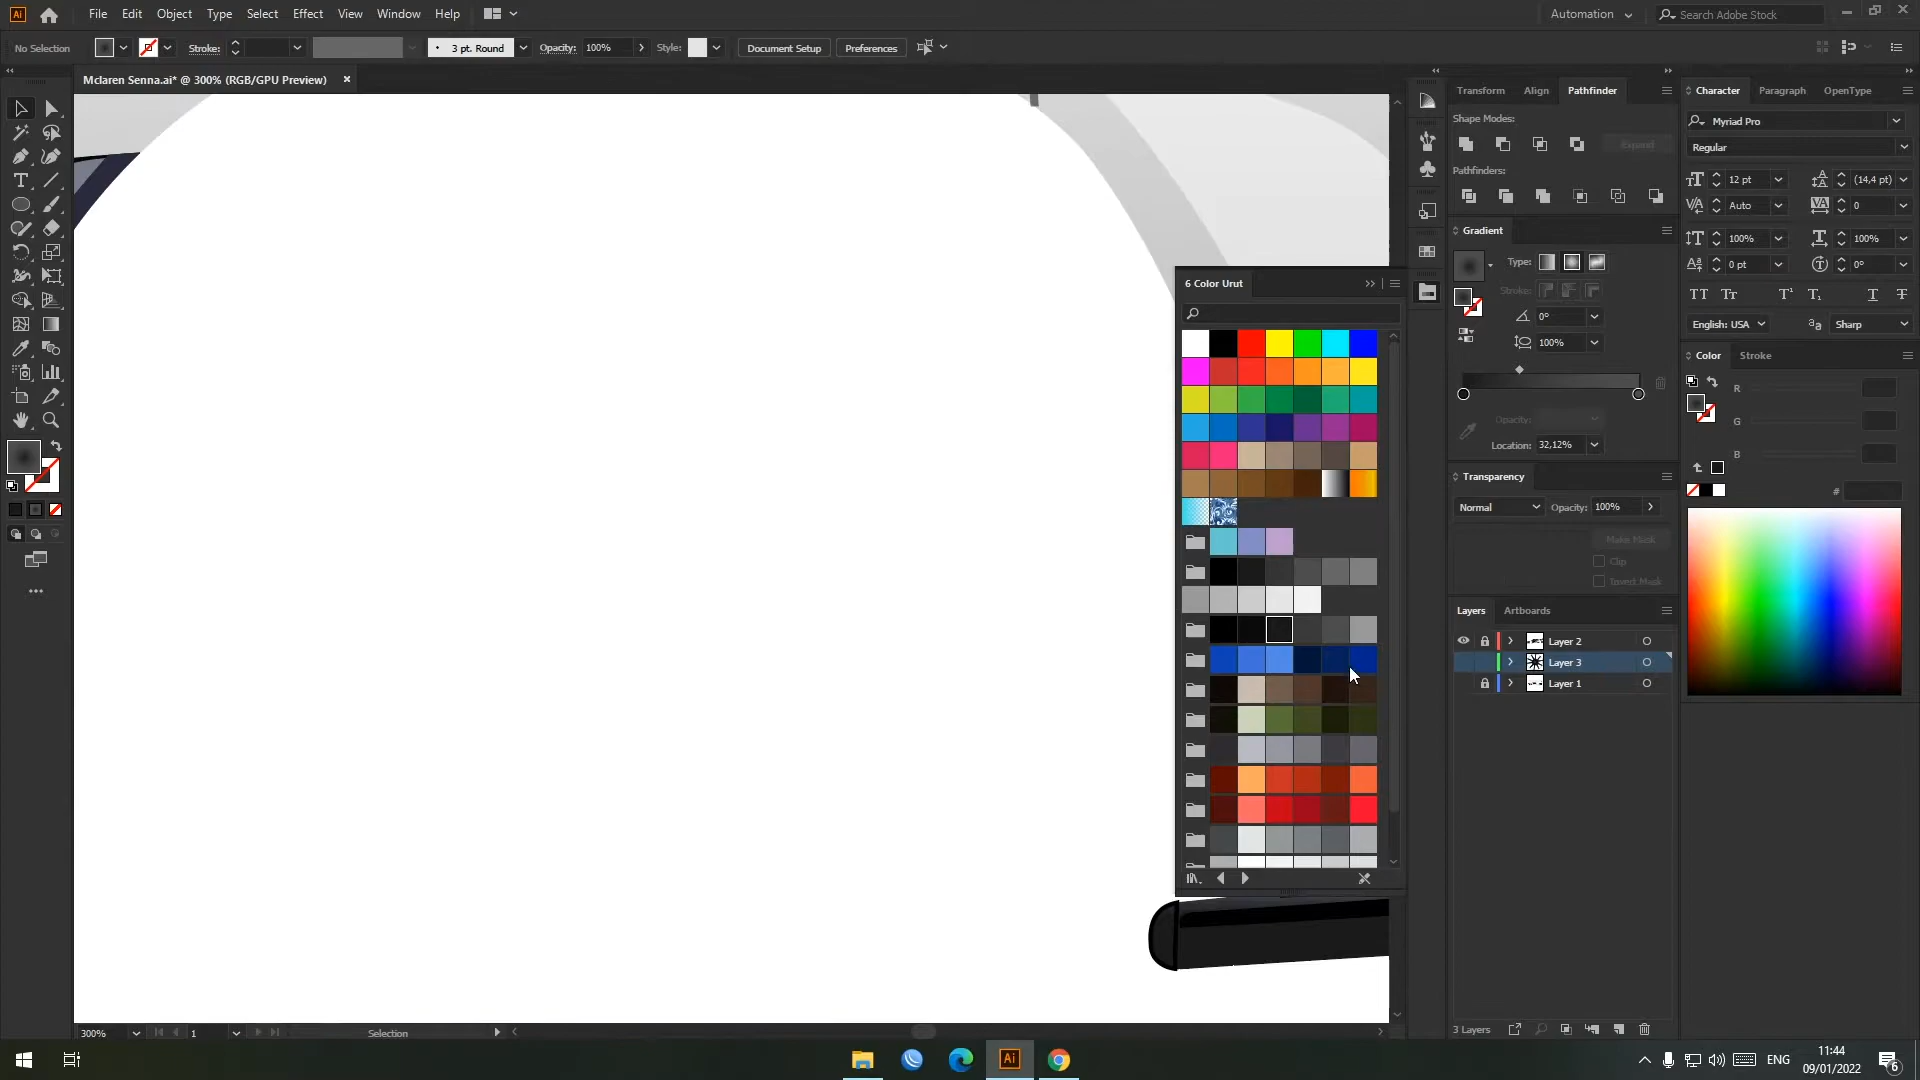 Ai File Edit Object Type Select Effect View Window Help Automation Search Adobe Stock
No Selection Stroke: 3 pt. Round Opacity: 100% Style: Document Setup Preferences
Mclaren Senna.ai* @ 300% (RGB/GPU Preview)
Transform Align Pathfinder
Shape Modes:
Expand
Pathfinders:
Gradient
Type:
Stroke:
0°
100%
Opacity:
Location: 32,12%
Transparency
Normal Opacity: 100%
Make Mask
Clip
Invert Mask
Layers Artboards
Layer 2
Layer 3
Layer 1
3 Layers
Character Paragraph OpenType
Myriad Pro
Regular
12 pt (14,4 pt)
Auto 0
100% 100%
0 pt 0°
English: USA Sharp
Color Stroke
R
G
B
#
6 Color Urut
300% 1 Selection
Ai ENG 11:44
09/01/2022 6